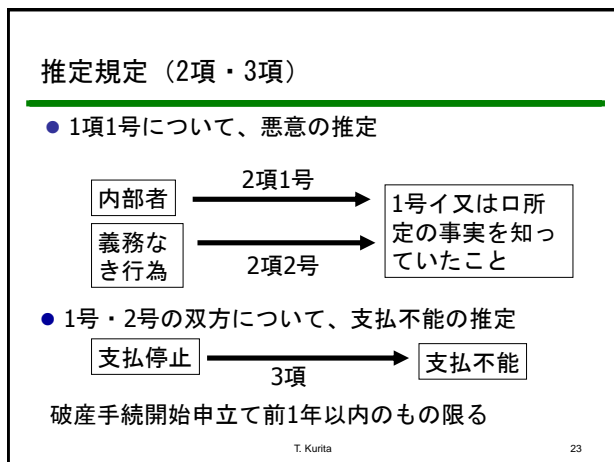 推定規定（2項・3項）
● 1項1号について、悪意の推定
2項1号
内部者
1号イ又はロ所
定の事実を知っ
ていたこと
義務な
き行為
2項2号
● 1号・2号の双方について、支払不能の推定
支払停止
支払不能
3項
破産手続開始申立て前1年以内のもの限る
T. Kurita
23